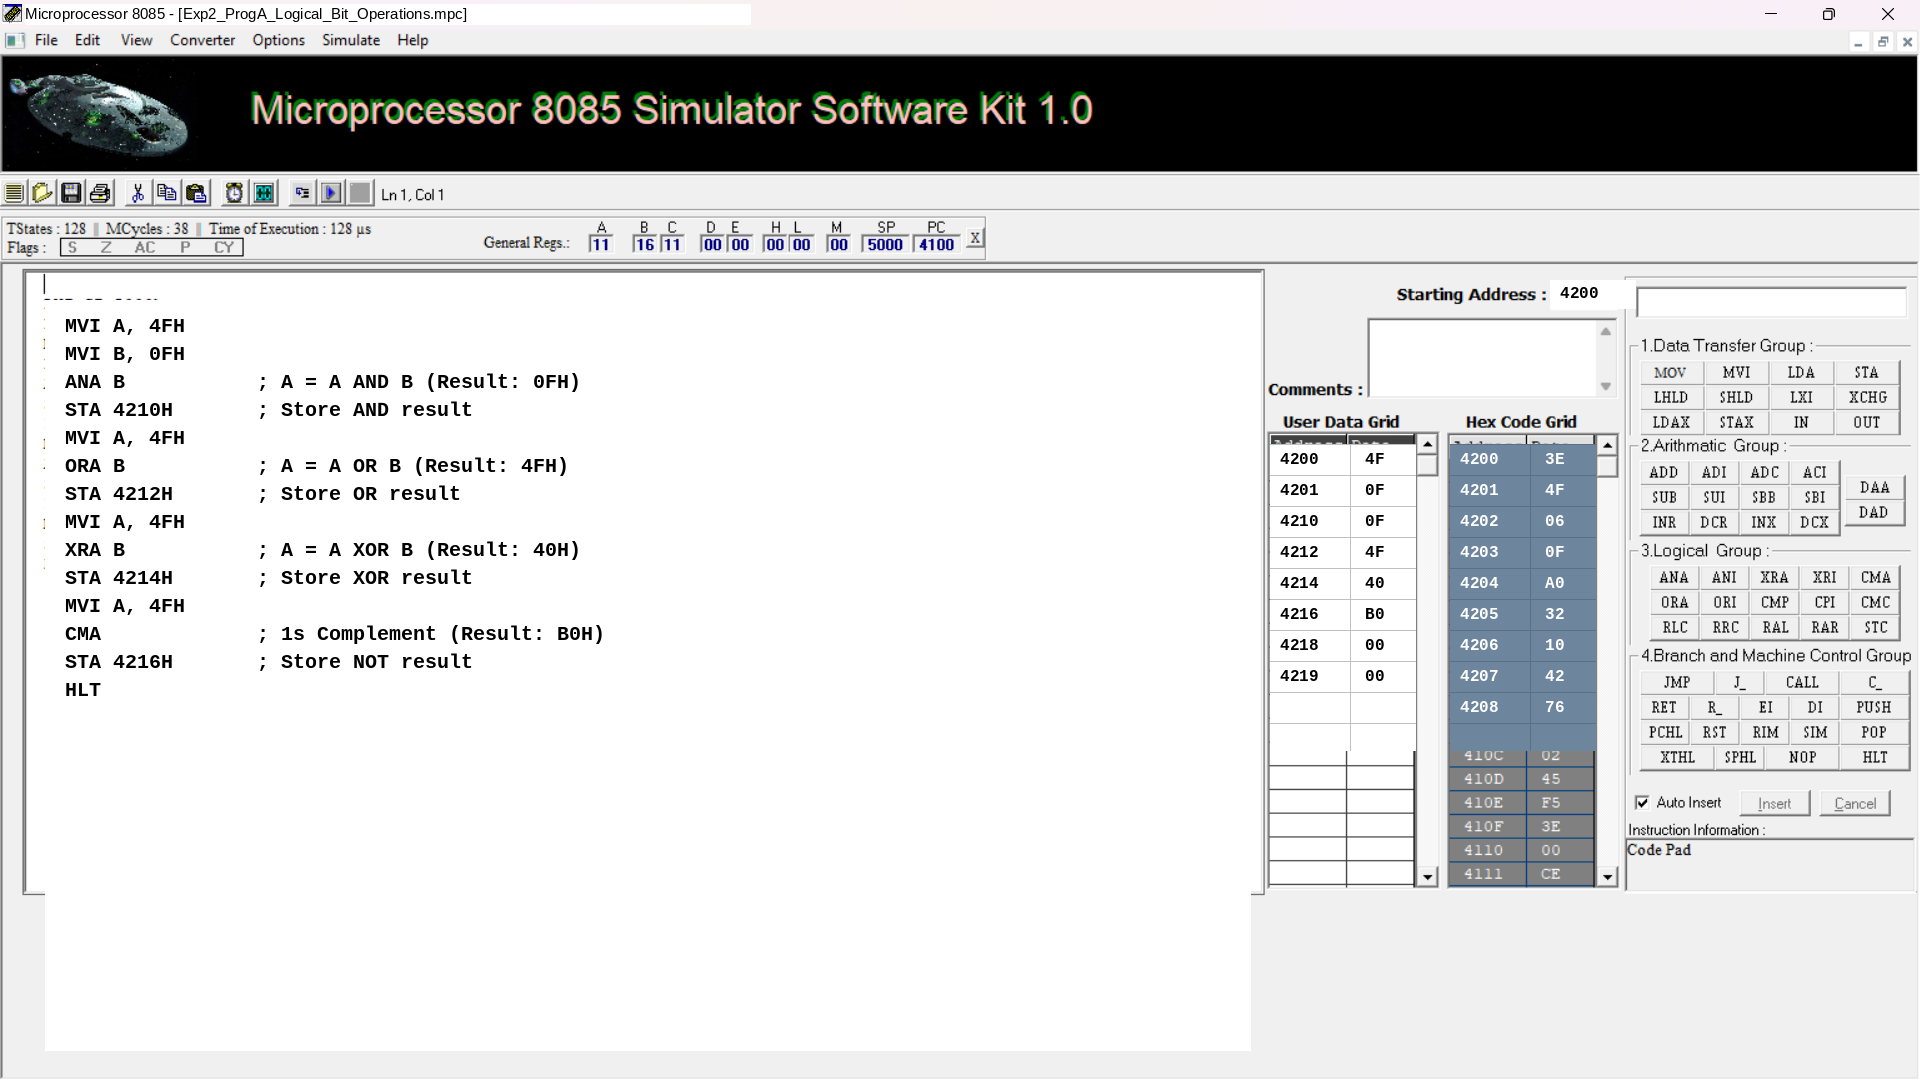 Microprocessor 8085 - [Exp2_ProgA_Logical_Bit_Operations.mpc]
File Edit View Converter Options Simulate Help
Microprocessor 8085 Simulator Software Kit 1.0
Ln 1, Col 1
TStates : 128 MCycles : 38 Time of Execution : 128 µs
Flags : S Z AC P CY
General Regs.:
A B C D E H L M SP PC
11 16 11 00 00 00 00 00 5000 4100 X
MVI A, 4FH
MVI B, 0FH
ANA B ; A = A AND B (Result: 0FH)
STA 4210H ; Store AND result
MVI A, 4FH
ORA B ; A = A OR B (Result: 4FH)
STA 4212H ; Store OR result
MVI A, 4FH
XRA B ; A = A XOR B (Result: 40H)
STA 4214H ; Store XOR result
MVI A, 4FH
CMA ; 1s Complement (Result: B0H)
STA 4216H ; Store NOT result
HLT
Starting Address : 4200
Comments :
User Data Grid
4200 4F
4201 0F
4210 0F
4212 4F
4214 40
4216 B0
4218 00
4219 00
Hex Code Grid
4200 3E
4201 4F
4202 06
4203 0F
4204 A0
4205 32
4206 10
4207 42
4208 76
410C 02
410D 45
410E F5
410F 3E
4110 00
4111 CE
1.Data Transfer Group :
MOV MVI LDA STA
LHLD SHLD LXI XCHG
LDAX STAX IN OUT
2.Arithmatic Group :
ADD ADI ADC ACI
SUB SUI SBB SBI
INR DCR INX DCX
DAA
DAD
3.Logical Group :
ANA ANI XRA XRI CMA
ORA ORI CMP CPI CMC
RLC RRC RAL RAR STC
4.Branch and Machine Control Group
JMP J_ CALL C_
RET R_ EI DI PUSH
PCHL RST RIM SIM POP
XTHL SPHL NOP HLT
Auto Insert Insert Cancel
Instruction Information :
Code Pad